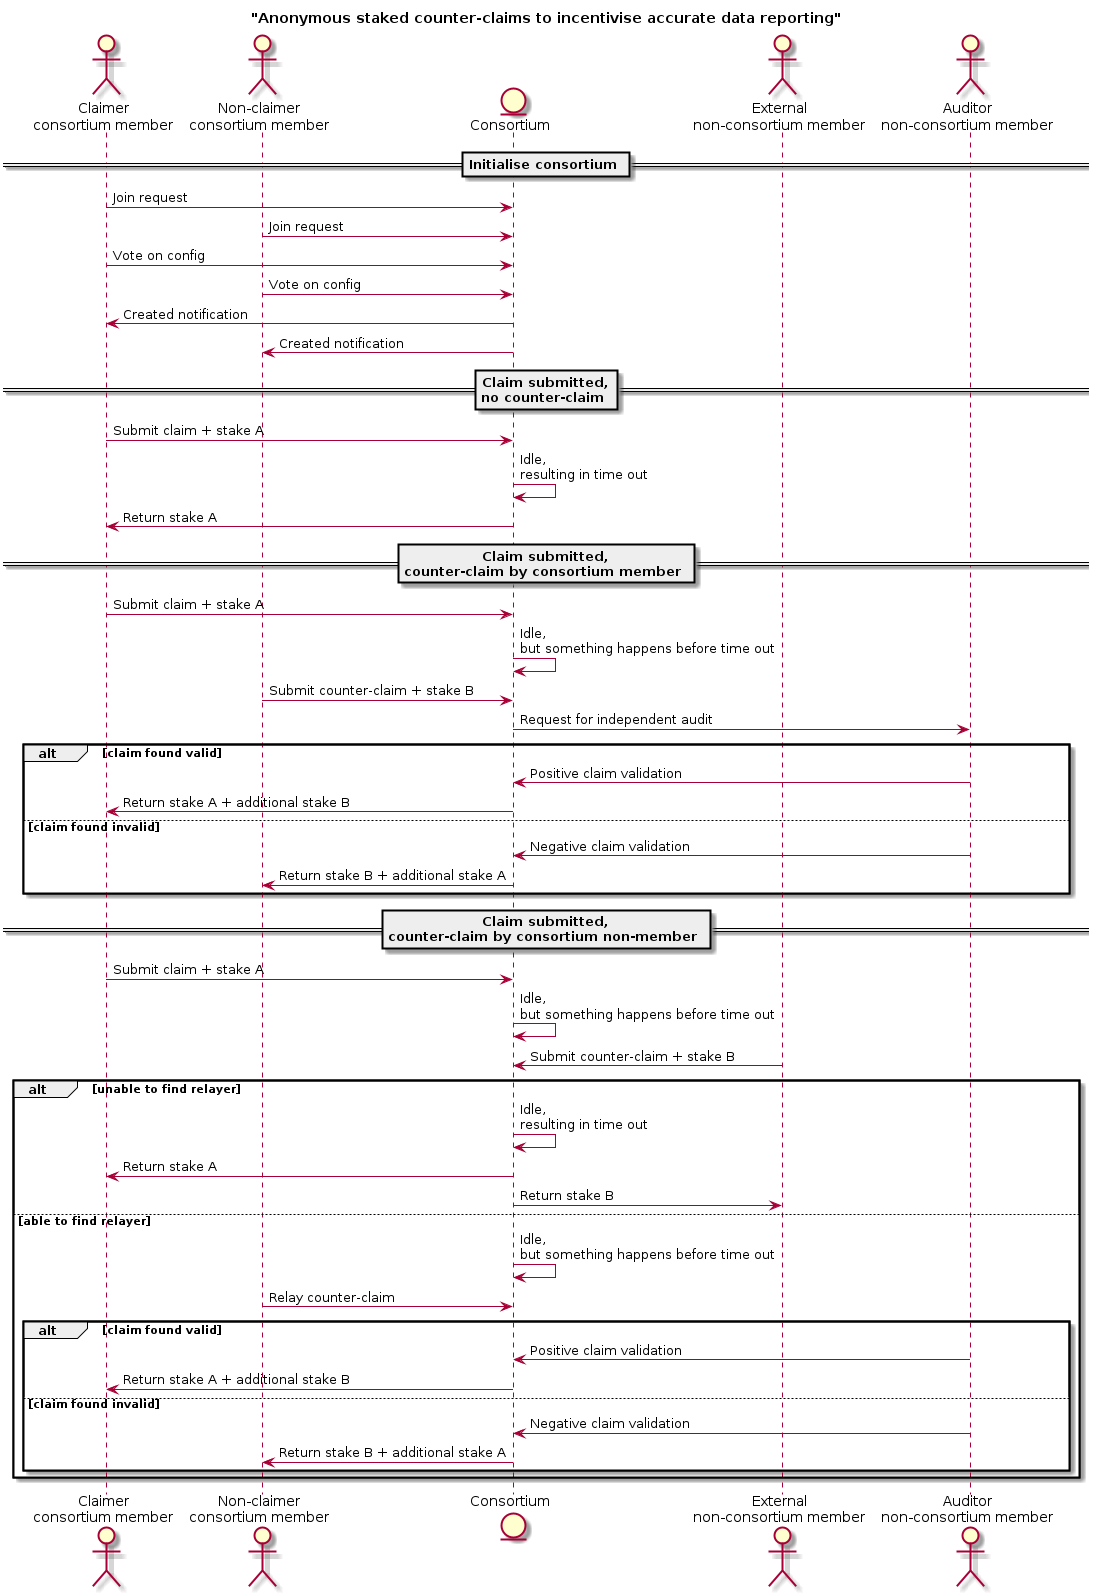 "Anonymous staked counter-claims to incentivise accurate data reporting"
Claimer
consortium member
Non-claimer
consortium member
Consortium
External
non-consortium member
Auditor
non-consortium member
Initialise consortium
Join request
Join request
Vote on config
Vote on config
Created notification
Created notification
Claim submitted,
no counter-claim
Submit claim + stake A
Idle,
resulting in time out
Return stake A
Claim submitted,
counter-claim by consortium member
Submit claim + stake A
Idle,
but something happens before time out
Submit counter-claim + stake B
Request for independent audit
alt
[claim found valid]
Positive claim validation
Return stake A + additional stake B
[claim found invalid]
Negative claim validation
Return stake B + additional stake A
Claim submitted,
counter-claim by consortium non-member
Submit claim + stake A
Idle,
but something happens before time out
Submit counter-claim + stake B
alt
[unable to find relayer]
Idle,
resulting in time out
Return stake A
Return stake B
[able to find relayer]
Idle,
but something happens before time out
Relay counter-claim
alt
[claim found valid]
Positive claim validation
Return stake A + additional stake B
[claim found invalid]
Negative claim validation
Return stake B + additional stake A
Claimer
consortium member
Non-claimer
consortium member
Consortium
External
non-consortium member
Auditor
non-consortium member